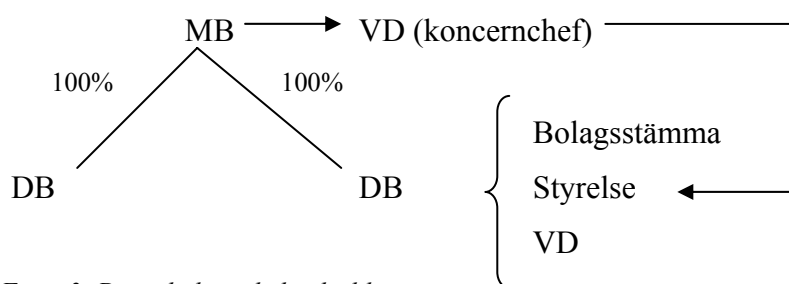 MB VD (koncernchef)
100% 100%
Bolagsstämma
DB DB Styrelse
VD